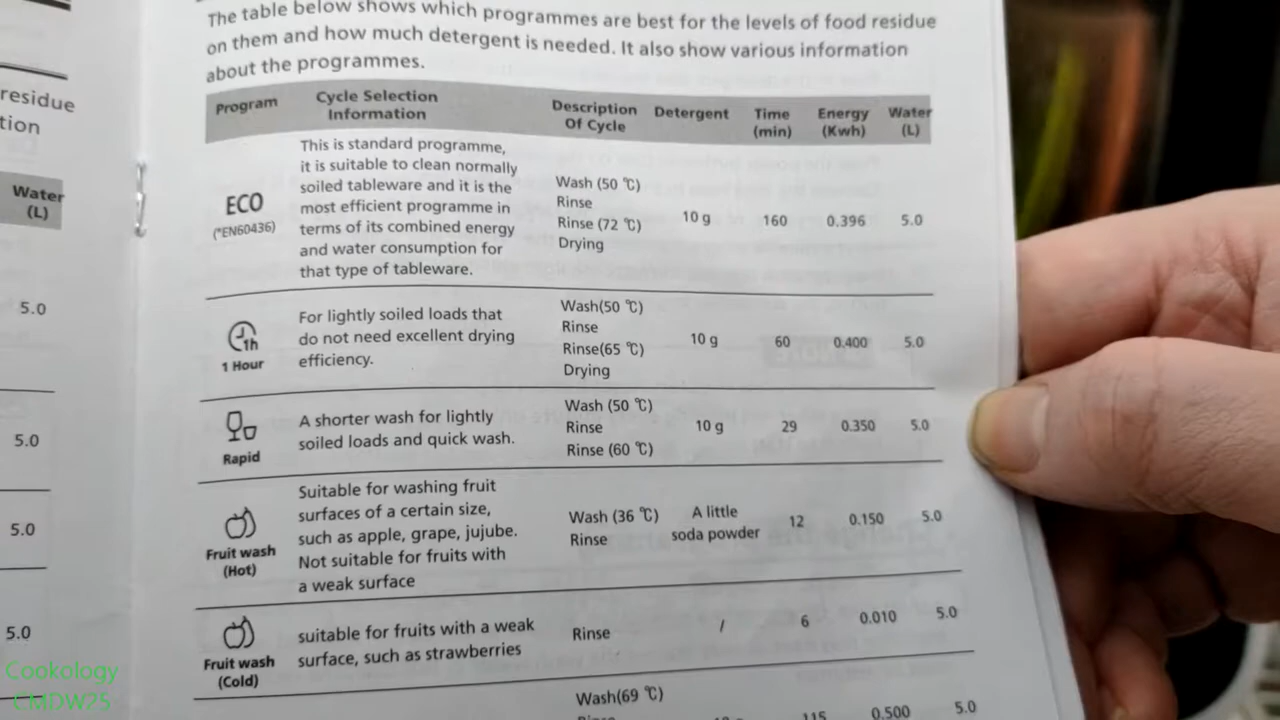 The table below shows which programmes are best for the levels of food residue
on them and how much detergent is needed. It also show various information
about the programmes.
residue
tion
Water
(L)
5.0
5.0
5.0
5.0
Program
Cycle Selection
Information
Description
Of Cycle
Detergent
Time
(min)
Energy
(Kwh)
Water
(L)
ECO
(*EN60436)
This is standard programme,
it is suitable to clean normally
soiled tableware and it is the
most efficient programme in
terms of its combined energy
and water consumption for
that type of tableware.
Wash (50 ℃)
Rinse
Rinse (72 ℃)
Drying
10 g
160
0.396
5.0
1h
1 Hour
For lightly soiled loads that
do not need excellent drying
efficiency.
Wash(50 ℃)
Rinse
Rinse(65 ℃)
Drying
10 g
60
0.400
5.0
Rapid
A shorter wash for lightly
soiled loads and quick wash.
Wash (50 ℃)
Rinse
Rinse (60 ℃)
10 g
29
0.350
5.0
Fruit wash
(Hot)
Suitable for washing fruit
surfaces of a certain size,
such as apple, grape, jujube.
Not suitable for fruits with
a weak surface
Wash (36 ℃)
Rinse
A little
soda powder
12
0.150
5.0
Fruit wash
(Cold)
suitable for fruits with a weak
surface, such as strawberries
Rinse
/
6
0.010
5.0
Wash(69 ℃)
115
0.500
5.0
Cookology
CMDW25